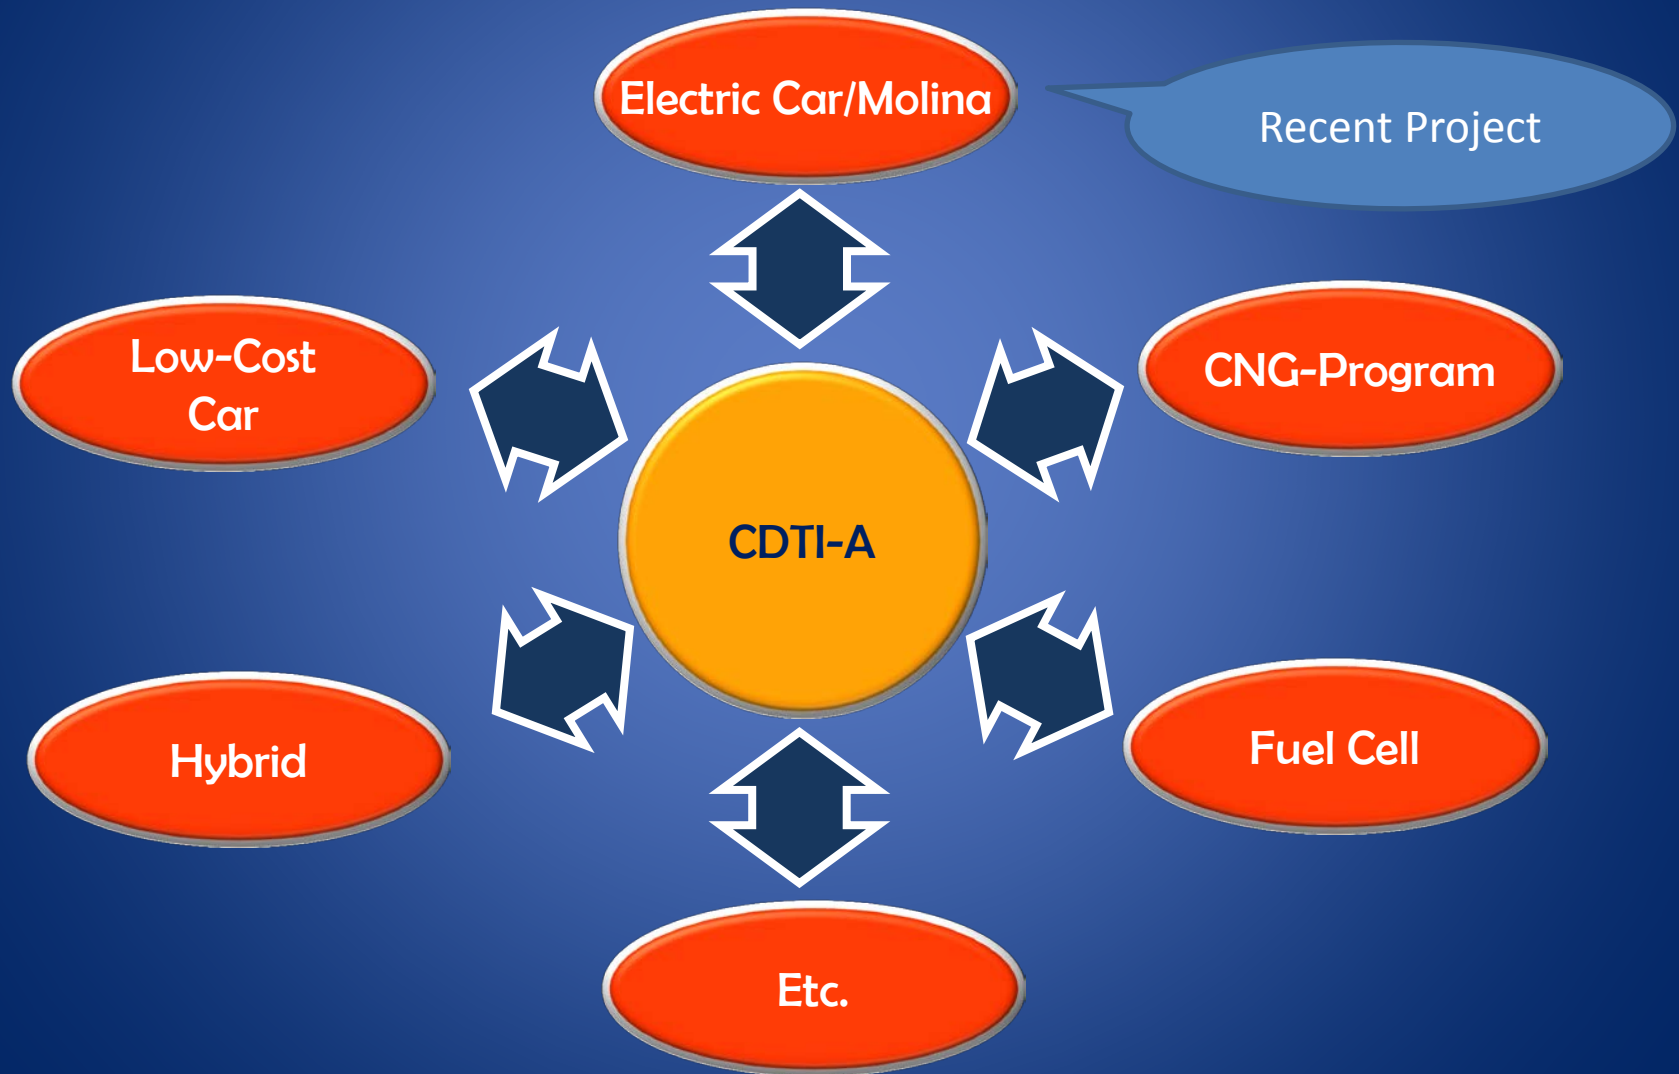 Electric Car/Molina
Recent Project
Low-Cost
Car
CNG-Program
CDTI-A
Hybrid
Fuel Cell
Etc.